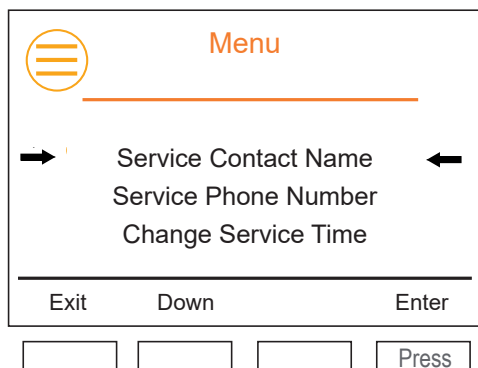 Menu
Service Contact Name
Service Phone Number
Change Service Time
Exit Down Enter
Press